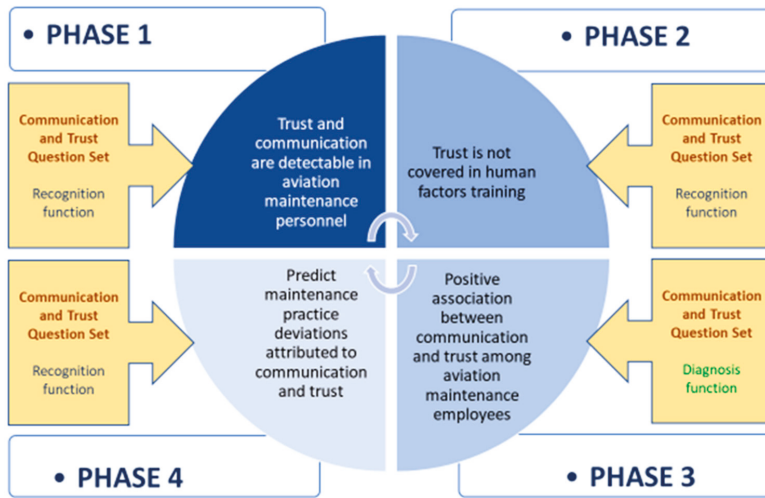 • PHASE 1
Communication
and Trust
Question Set
Recognition
function
Trust and
communication
are detectable in
aviation
maintenance
personnel
• PHASE 2
Trust is not
covered in human
factors training
Communication
and Trust
Question Set
Recognition
function
Communication
and Trust
Question Set
Recognition
function
Predict
maintenance
practice
deviations
attributed to
communication
and trust
• PHASE 4
Positive
association
between
communication
and trust among
aviation
maintenance
employees
Communication
and Trust
Question Set
Diagnosis
function
• PHASE 3